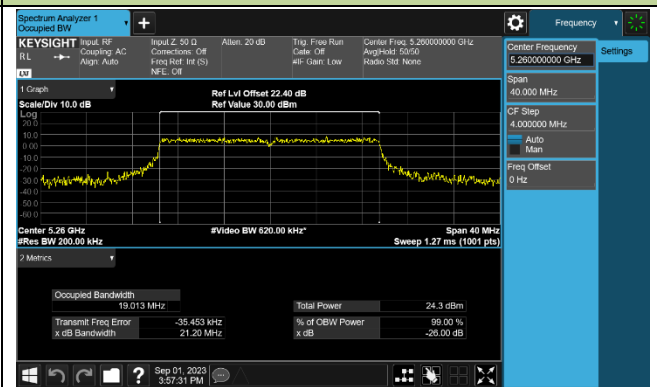 Spectrum Analyzer 1
Occupied BW
Frequency
KEYSIGHT
RL
LXI
Input: RF
Coupling: AC
Align: Auto
Input Z: 50 Ω
Corrections: Off
Freq Ref: Int (S)
NFE: Off
Atten: 20 dB
Trig: Free Run
Gate: Off
#IF Gain: Low
Center Freq: 5.260000000 GHz
Avg|Hold: 50/50
Radio Std: None
Center Frequency
5.260000000 GHz
Settings
Span
40.000 MHz
CF Step
4.000000 MHz
Auto
Man
Freq Offset
0 Hz
1 Graph
Scale/Div 10.0 dB
Ref Lvl Offset 22.40 dB
Ref Value 30.00 dBm
Log
20.0
10.0
0.00
-10.0
-20.0
-30.0
-40.0
-50.0
-60.0
Center 5.26 GHz
#Video BW 620.00 kHz*
Span 40 MHz
#Res BW 200.00 kHz
Sweep 1.27 ms (1001 pts)
2 Metrics
Occupied Bandwidth
19.013 MHz
Total Power 24.3 dBm
Transmit Freq Error -35.453 kHz
% of OBW Power 99.00 %
x dB Bandwidth 21.20 MHz
x dB -26.00 dB
Sep 01, 2023
3:57:31 PM